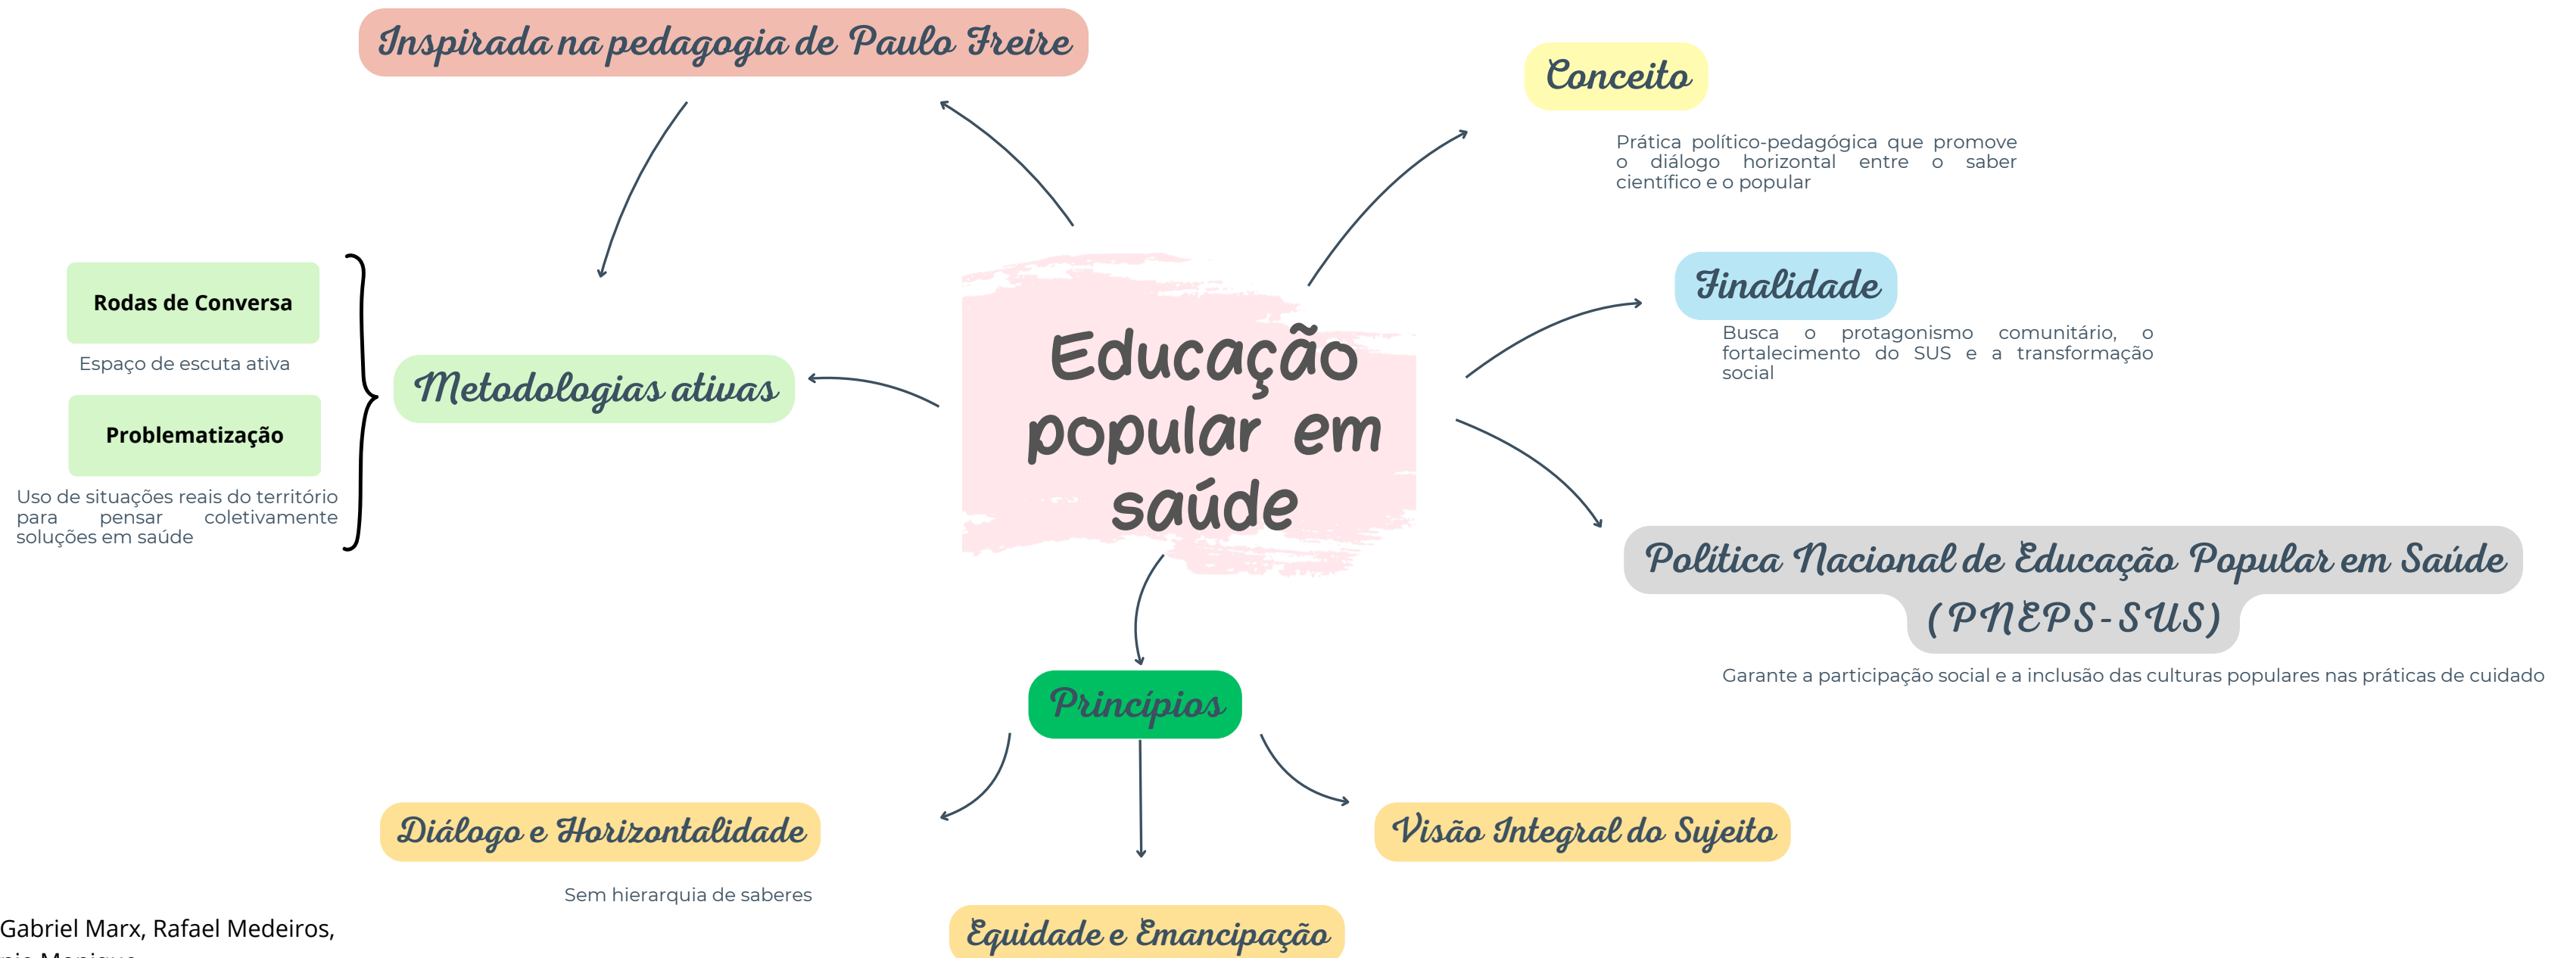 Inspirada na pedagogia de Paulo Freire
Conceito
Prática político-pedagógica que promove
o diálogo horizontal entre o saber
científico e o popular
Finalidade
Busca o protagonismo comunitário, o
fortalecimento do SUS e a transformação
social
Rodas de Conversa
Espaço de escuta ativa
Problematização
Uso de situações reais do território
para pensar coletivamente
soluções em saúde
Metodologias ativas
Educação
popular em
saúde
Política Nacional de Educação Popular em Saúde
(PNEPS-SUS)
Garante a participação social e a inclusão das culturas populares nas práticas de cuidado
Princípios
Diálogo e Horizontalidade
Sem hierarquia de saberes
Visão Integral do Sujeito
Equidade e Emancipação
Gabriel Marx, Rafael Medeiros,